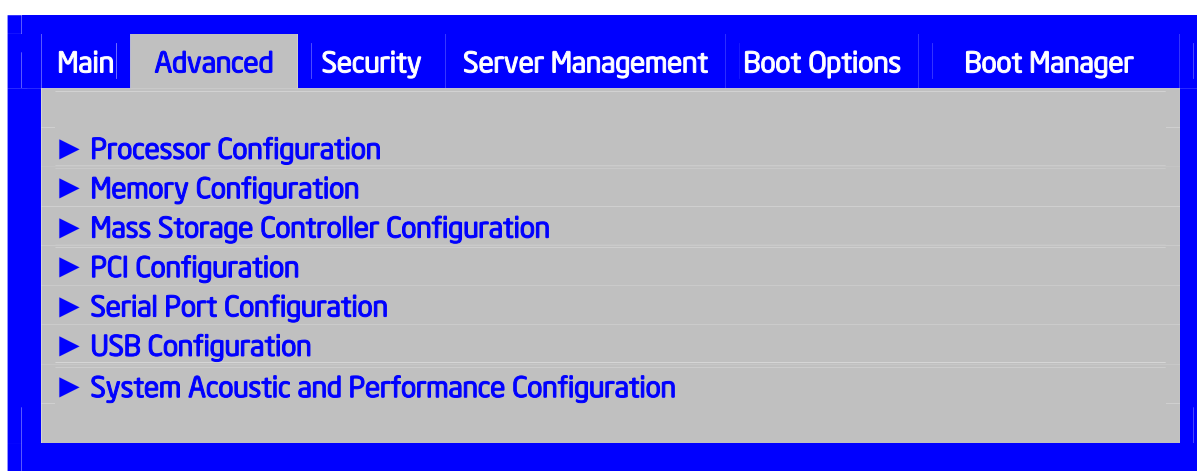 Main Advanced Security Server Management Boot Options Boot Manager
► Processor Configuration
► Memory Configuration
► Mass Storage Controller Configuration
► PCI Configuration
► Serial Port Configuration
► USB Configuration
► System Acoustic and Performance Configuration